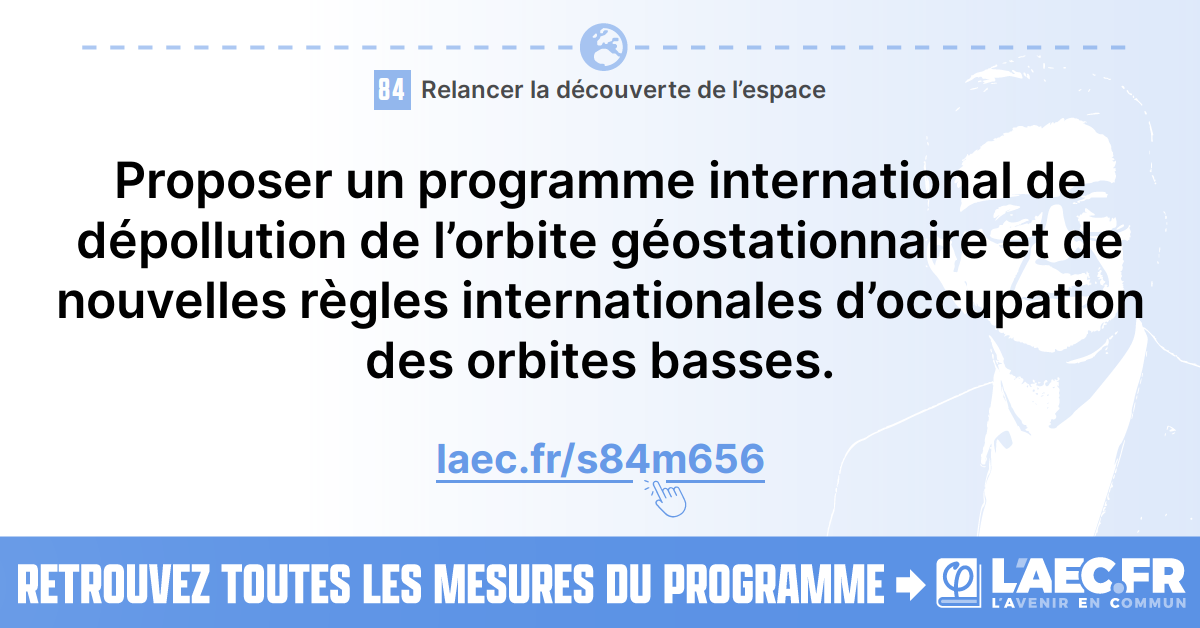 84 Relancer la découverte de l’espace
Proposer un programme international de
dépollution de l’orbite géostationnaire et de
nouvelles règles internationales d’occupation
des orbites basses.
laec.fr/s84m656
RETROUVEZ TOUTES LES MESURES DU PROGRAMME
L'AEC.FR
L'AVENIR EN COMMUN